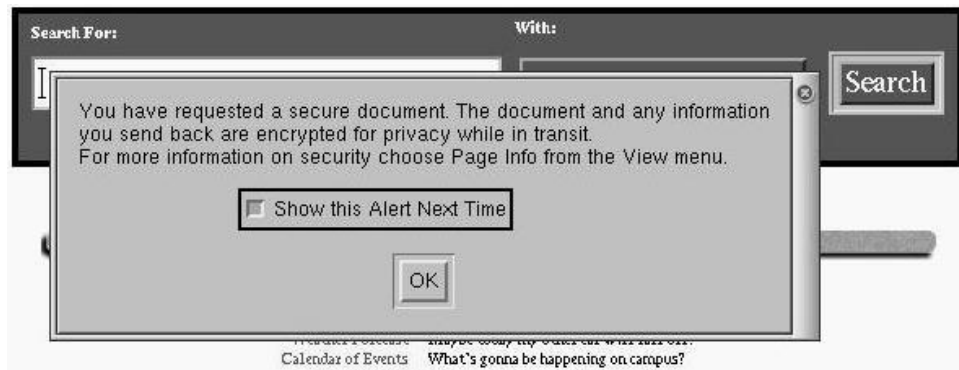 Search For:
With:
Search
You have requested a secure document. The document and any information
you send back are encrypted for privacy while in transit.
For more information on security choose Page Info from the View menu.
Show this Alert Next Time
OK
Calendar of Events What's gonna be happening on campus?